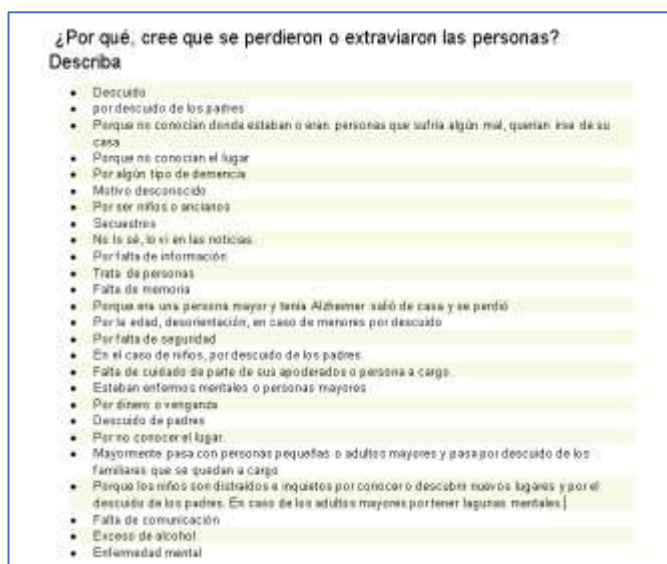 ¿Por qué, cree que se perdieron o extraviaron las personas?
Describa
• Descuido
• por descuido de los padres
• Porque no conocían donde estaban o eran personas que sufría algún mal, querían irse de su
casa
• Porque no conocían el lugar
• Por algún tipo de demencia
• Motivo desconocido
• Por ser niños o ancianos
• Secuestros
• No lo sé, lo vi en las noticias
• Por falta de información
• Trata de personas
• Falta de memoria
• Porque era una persona mayor y tenía Alzheimer salió de casa y se perdió
• Por la edad, desorientación, en caso de menores por descuido
• Por falta de seguridad
• En el caso de niños, por descuido de los padres.
• Falta de cuidado de parte de sus apoderados o persona a cargo.
• Estaban enfermos mentales o personas mayores
• Por dinero o venganza
• Descuido de padres
• Por no conocer el lugar.
• Mayormente pasa con personas pequeñas o adultos mayores y pasa por descuido de los
familiares que se quedan a cargo
• Porque los niños son distraídos e inquietos por conocer o descubrir nuevos lugares y por el
descuido de los padres. En caso de los adultos mayores por tener lagunas mentales.
• Falta de comunicación
• Exceso de alcohol
• Enfermedad mental